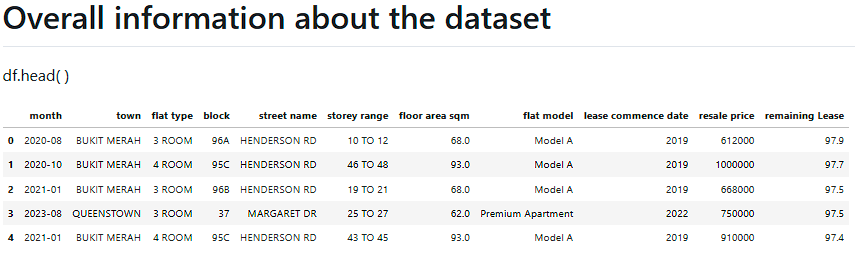 Overall information about the dataset
df.head( )
month town flat type block street name storey range floor area sqm flat model lease commence date resale price remaining Lease
0 2020-08 BUKIT MERAH 3 ROOM 96A HENDERSON RD 10 TO 12 68.0 Model A 2019 612000 97.9
1 2020-10 BUKIT MERAH 4 ROOM 95C HENDERSON RD 46 TO 48 93.0 Model A 2019 1000000 97.7
2 2021-01 BUKIT MERAH 3 ROOM 96B HENDERSON RD 19 TO 21 68.0 Model A 2019 668000 97.5
3 2023-08 QUEENSTOWN 3 ROOM 37 MARGARET DR 25 TO 27 62.0 Premium Apartment 2022 750000 97.5
4 2021-01 BUKIT MERAH 4 ROOM 95C HENDERSON RD 43 TO 45 93.0 Model A 2019 910000 97.4